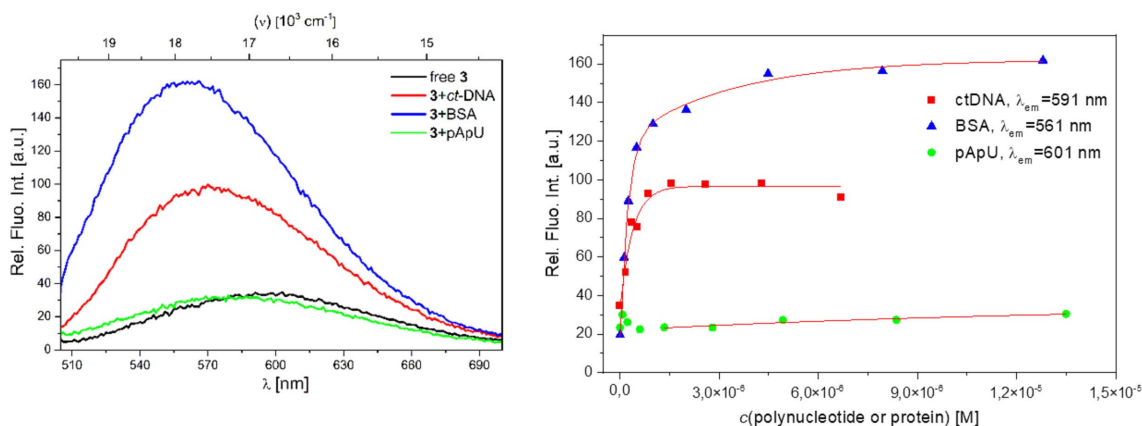 (ν) [10³ cm⁻¹]
19 18 17 16 15
Rel. Fluo. Int. [a.u.]
160
140
120
100
80
60
40
20
0
free 3
3+ct-DNA
3+BSA
3+pApU
510 540 570 600 630 660 690
λ [nm]
Rel. Fluo. Int. [a.u.]
160
140
120
100
80
60
40
20
0
ctDNA, λem=591 nm
BSA, λem=561 nm
pApU, λem=601 nm
0,0 3,0×10⁻⁶ 6,0×10⁻⁶ 9,0×10⁻⁶ 1,2×10⁻⁵ 1,5×10⁻⁵
c(polynucleotide or protein) [M]